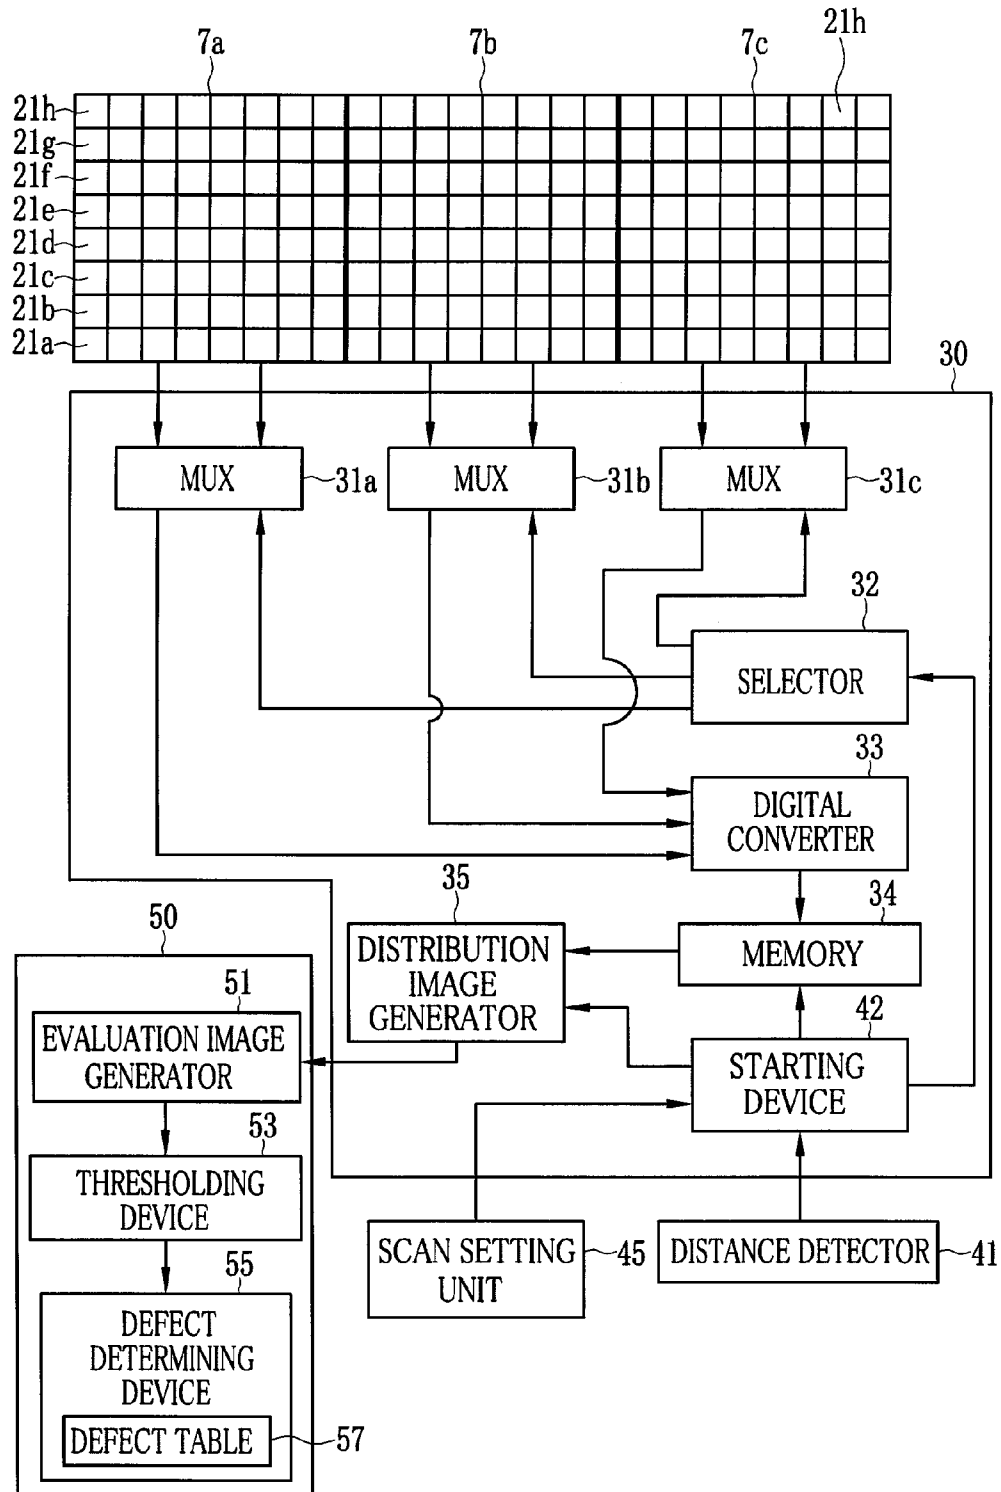 7a 7b 7c 21h
21h
21g
21f
21e
21d
21c
21b
21a
30
MUX 31a MUX 31b MUX 31c
32
SELECTOR
33
DIGITAL
CONVERTER
35
34
DISTRIBUTION
IMAGE
GENERATOR
MEMORY
50
51
EVALUATION IMAGE
GENERATOR
42
STARTING
DEVICE
53
THRESHOLDING
DEVICE
SCAN SETTING
UNIT
45
DISTANCE DETECTOR 41
55
DEFECT
DETERMINING
DEVICE
DEFECT TABLE 57